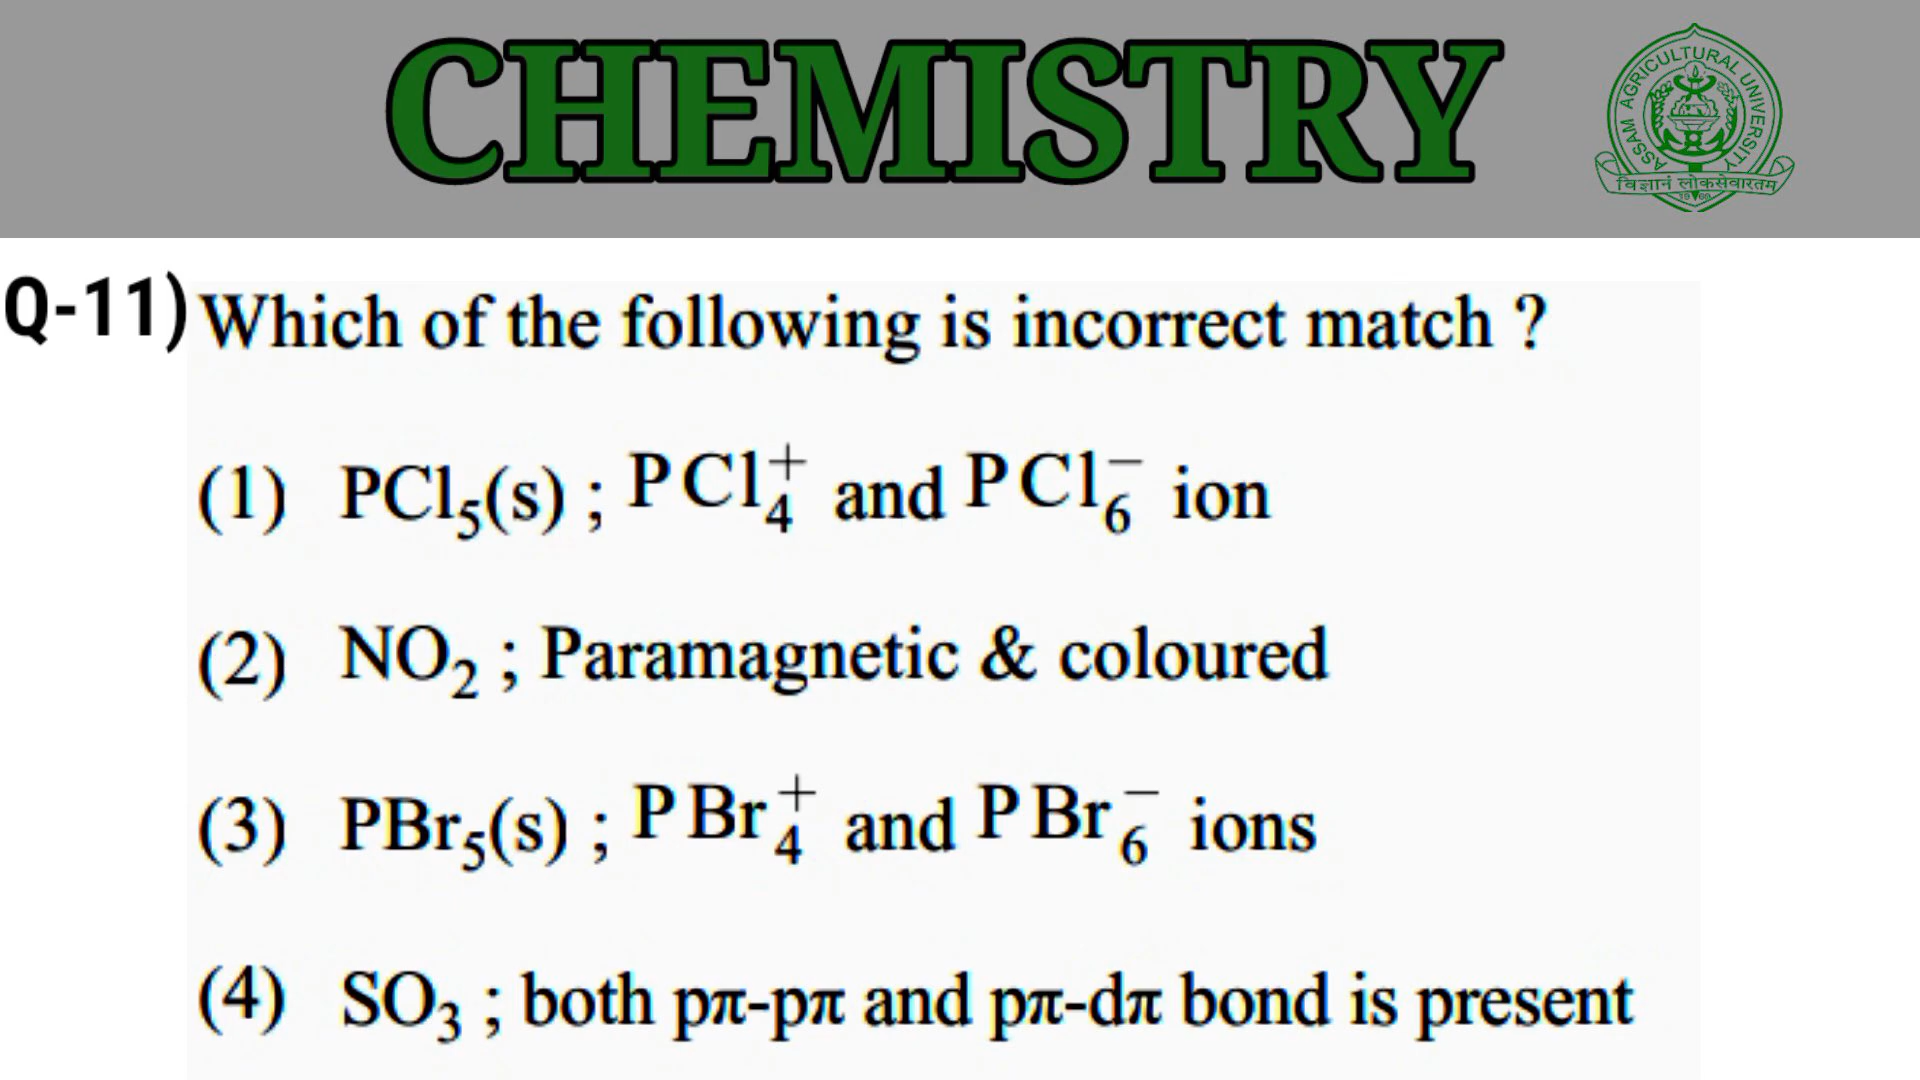 CHEMISTRY
ASSAM AGRICULTURAL UNIVERSITY
विज्ञानं लोकसेवारतम्
Q-11) Which of the following is incorrect match ?
(1) PCl₅(s) ; PCl₄⁺ and PCl₆⁻ ion
(2) NO₂ ; Paramagnetic & coloured
(3) PBr₅(s) ; PBr₄⁺ and PBr₆⁻ ions
(4) SO₃ ; both pπ-pπ and pπ-dπ bond is present